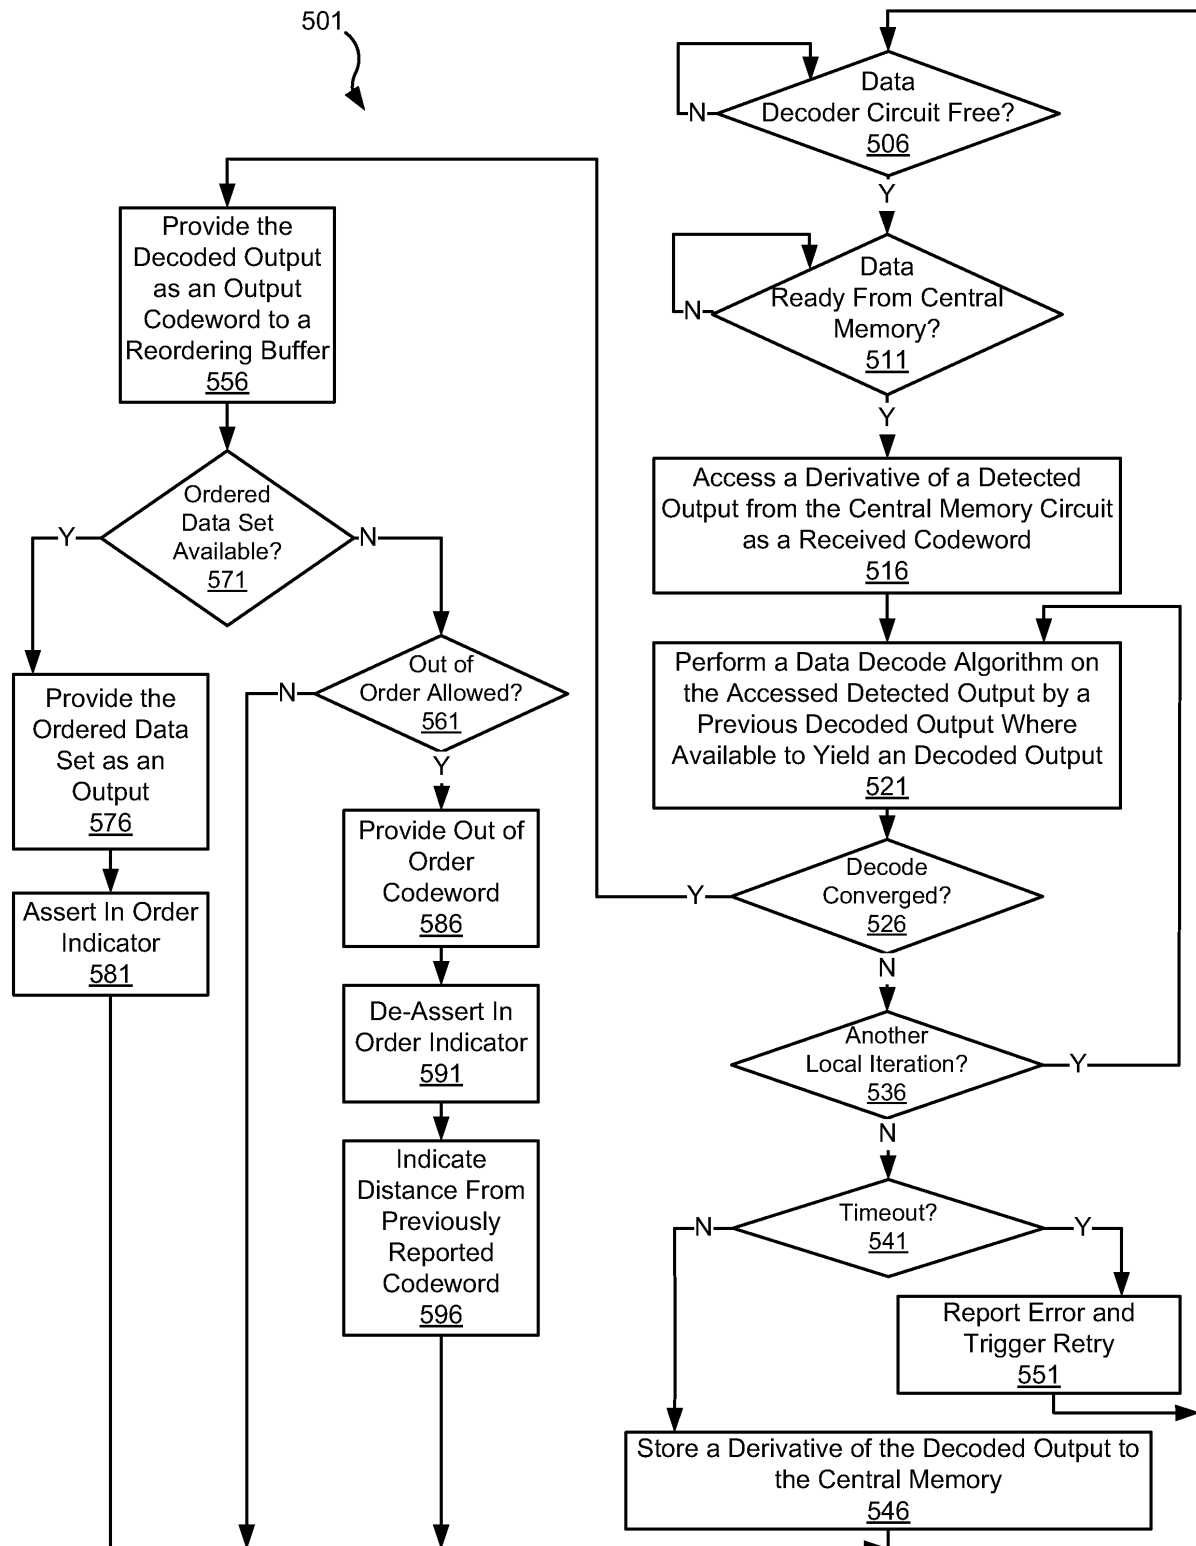 501
Data
Decoder Circuit Free?
506
N
Y
Data
Ready From Central
Memory?
511
N
Y
Access a Derivative of a Detected
Output from the Central Memory Circuit
as a Received Codeword
516
Perform a Data Decode Algorithm on
the Accessed Detected Output by a
Previous Decoded Output Where
Available to Yield an Decoded Output
521
Decode
Converged?
526
Y
N
Another
Local Iteration?
536
Y
N
Timeout?
541
N
Y
Report Error and
Trigger Retry
551
Store a Derivative of the Decoded Output to
the Central Memory
546
Provide the
Decoded Output
as an Output
Codeword to a
Reordering Buffer
556
Ordered
Data Set
Available?
571
Y
N
Provide the
Ordered Data
Set as an
Output
576
Assert In Order
Indicator
581
Out of
Order Allowed?
561
N
Y
Provide Out of
Order
Codeword
586
De-Assert In
Order Indicator
591
Indicate
Distance From
Previously
Reported
Codeword
596